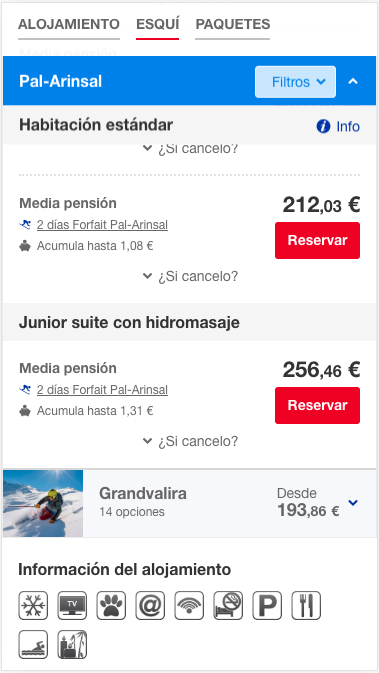 ALOJAMIENTO ESQUÍ PAQUETES
Media pensión
Pal-Arinsal Filtros
Habitación estándar Info
¿Si cancelo?
Media pensión 212,03 €
2 días Forfait Pal-Arinsal
Reservar
Acumula hasta 1,08 €
¿Si cancelo?
Junior suite con hidromasaje
Media pensión 256,46 €
2 días Forfait Pal-Arinsal
Reservar
Acumula hasta 1,31 €
¿Si cancelo?
Grandvalira Desde
14 opciones 193,86 €
Información del alojamiento
TV @ P